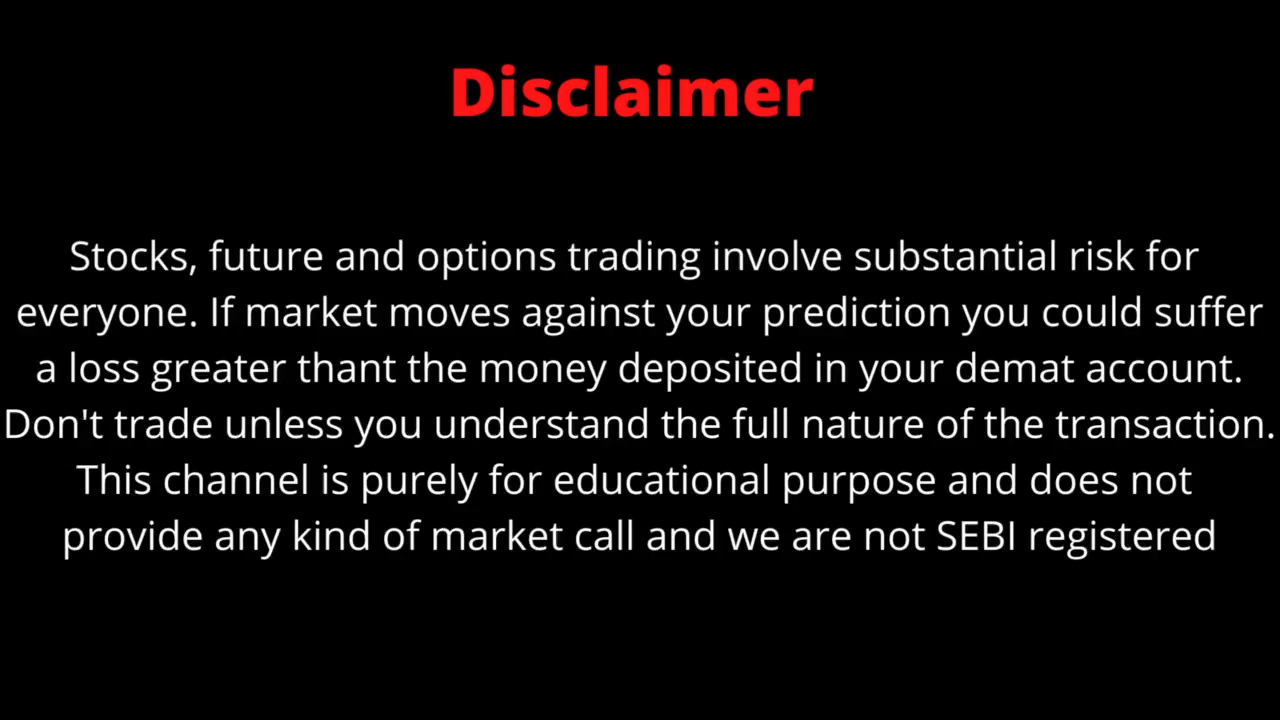 Disclaimer
Stocks, future and options trading involve substantial risk for
everyone. If market moves against your prediction you could suffer
a loss greater thant the money deposited in your demat account.
Don't trade unless you understand the full nature of the transaction.
This channel is purely for educational purpose and does not
provide any kind of market call and we are not SEBI registered